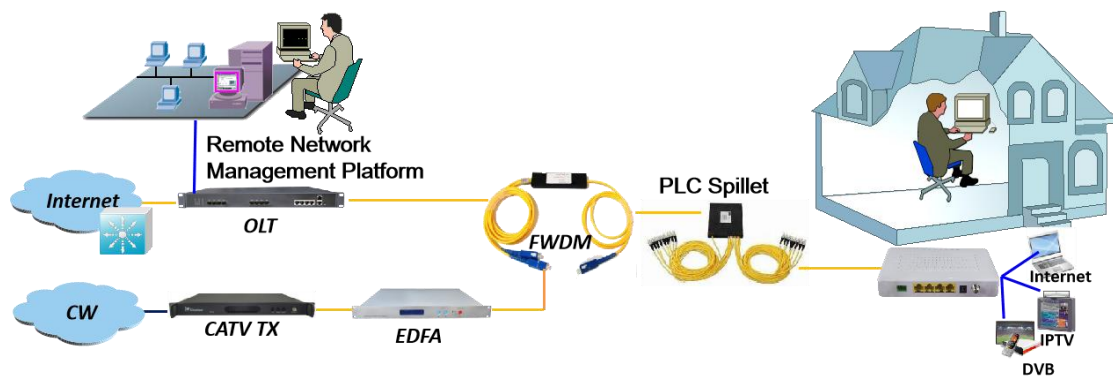 Remote Network
Management Platform
Internet
OLT
PLC Spillet
FWDM
CW
CATV TX
EDFA
Internet
IPTV
DVB